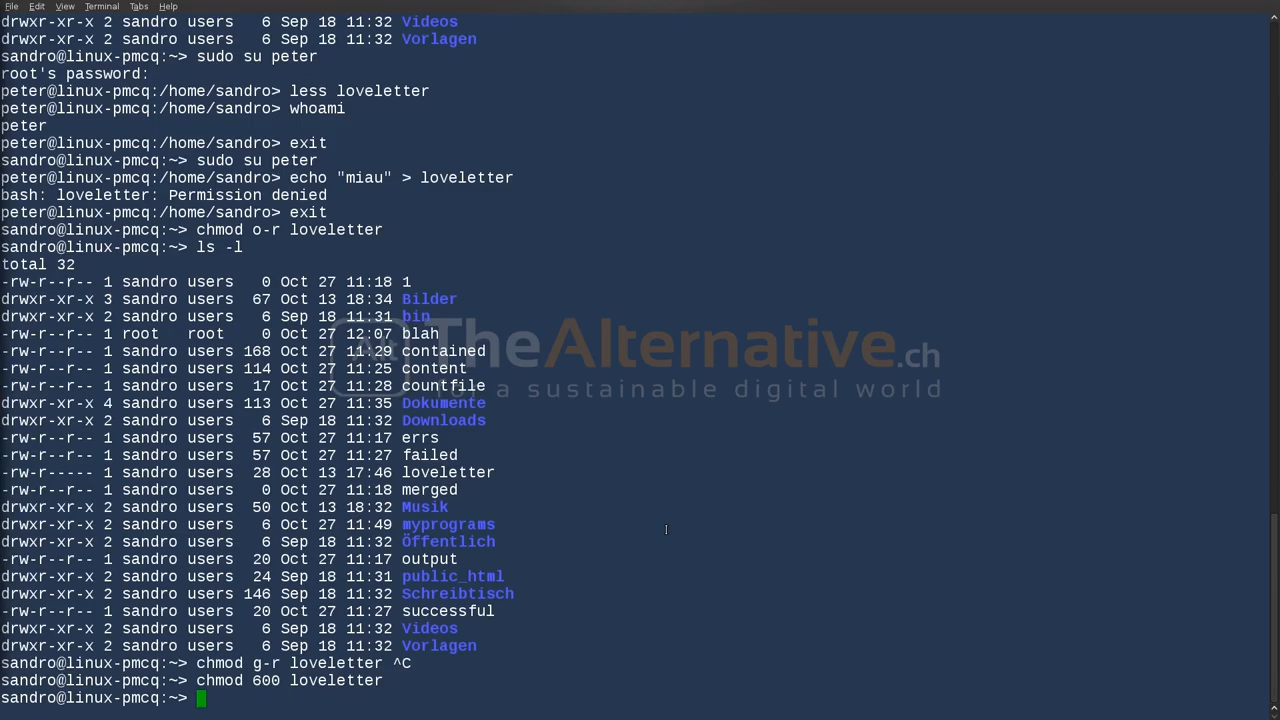 File Edit View Terminal Tabs Help
drwxr-xr-x 2 sandro users   6 Sep 18 11:32 Videos
drwxr-xr-x 2 sandro users   6 Sep 18 11:32 Vorlagen
sandro@linux-pmcq:~> sudo su peter
root's password:
peter@linux-pmcq:/home/sandro> less loveletter
peter@linux-pmcq:/home/sandro> whoami
peter
peter@linux-pmcq:/home/sandro> exit
sandro@linux-pmcq:~> sudo su peter
peter@linux-pmcq:/home/sandro> echo "miau" > loveletter
bash: loveletter: Permission denied
peter@linux-pmcq:/home/sandro> exit
sandro@linux-pmcq:~> chmod o-r loveletter
sandro@linux-pmcq:~> ls -l
total 32
-rw-r--r-- 1 sandro users   0 Oct 27 11:18 1
drwxr-xr-x 3 sandro users  67 Oct 13 18:34 Bilder
drwxr-xr-x 2 sandro users   6 Sep 18 11:31 bin
-rw-r--r-- 1 root   root    0 Oct 27 12:07 blah
-rw-r--r-- 1 sandro users 168 Oct 27 11:29 contained
-rw-r--r-- 1 sandro users 114 Oct 27 11:25 content
-rw-r--r-- 1 sandro users  17 Oct 27 11:28 countfile
drwxr-xr-x 4 sandro users 113 Oct 27 11:35 Dokumente
drwxr-xr-x 2 sandro users   6 Sep 18 11:32 Downloads
-rw-r--r-- 1 sandro users  57 Oct 27 11:17 errs
-rw-r--r-- 1 sandro users  57 Oct 27 11:27 failed
-rw-r----- 1 sandro users  28 Oct 13 17:46 loveletter
-rw-r--r-- 1 sandro users   0 Oct 27 11:18 merged
drwxr-xr-x 2 sandro users  50 Oct 13 18:32 Musik
drwxr-xr-x 2 sandro users   6 Oct 27 11:49 myprograms
drwxr-xr-x 2 sandro users   6 Sep 18 11:32 Öffentlich
-rw-r--r-- 1 sandro users  20 Oct 27 11:17 output
drwxr-xr-x 2 sandro users  24 Sep 18 11:31 public_html
drwxr-xr-x 2 sandro users 146 Sep 18 11:32 Schreibtisch
-rw-r--r-- 1 sandro users  20 Oct 27 11:27 successful
drwxr-xr-x 2 sandro users   6 Sep 18 11:32 Videos
drwxr-xr-x 2 sandro users   6 Sep 18 11:32 Vorlagen
sandro@linux-pmcq:~> chmod g-r loveletter ^C
sandro@linux-pmcq:~> chmod 600 loveletter
sandro@linux-pmcq:~>
Alt TheAlternative.ch
for a sustainable digital world